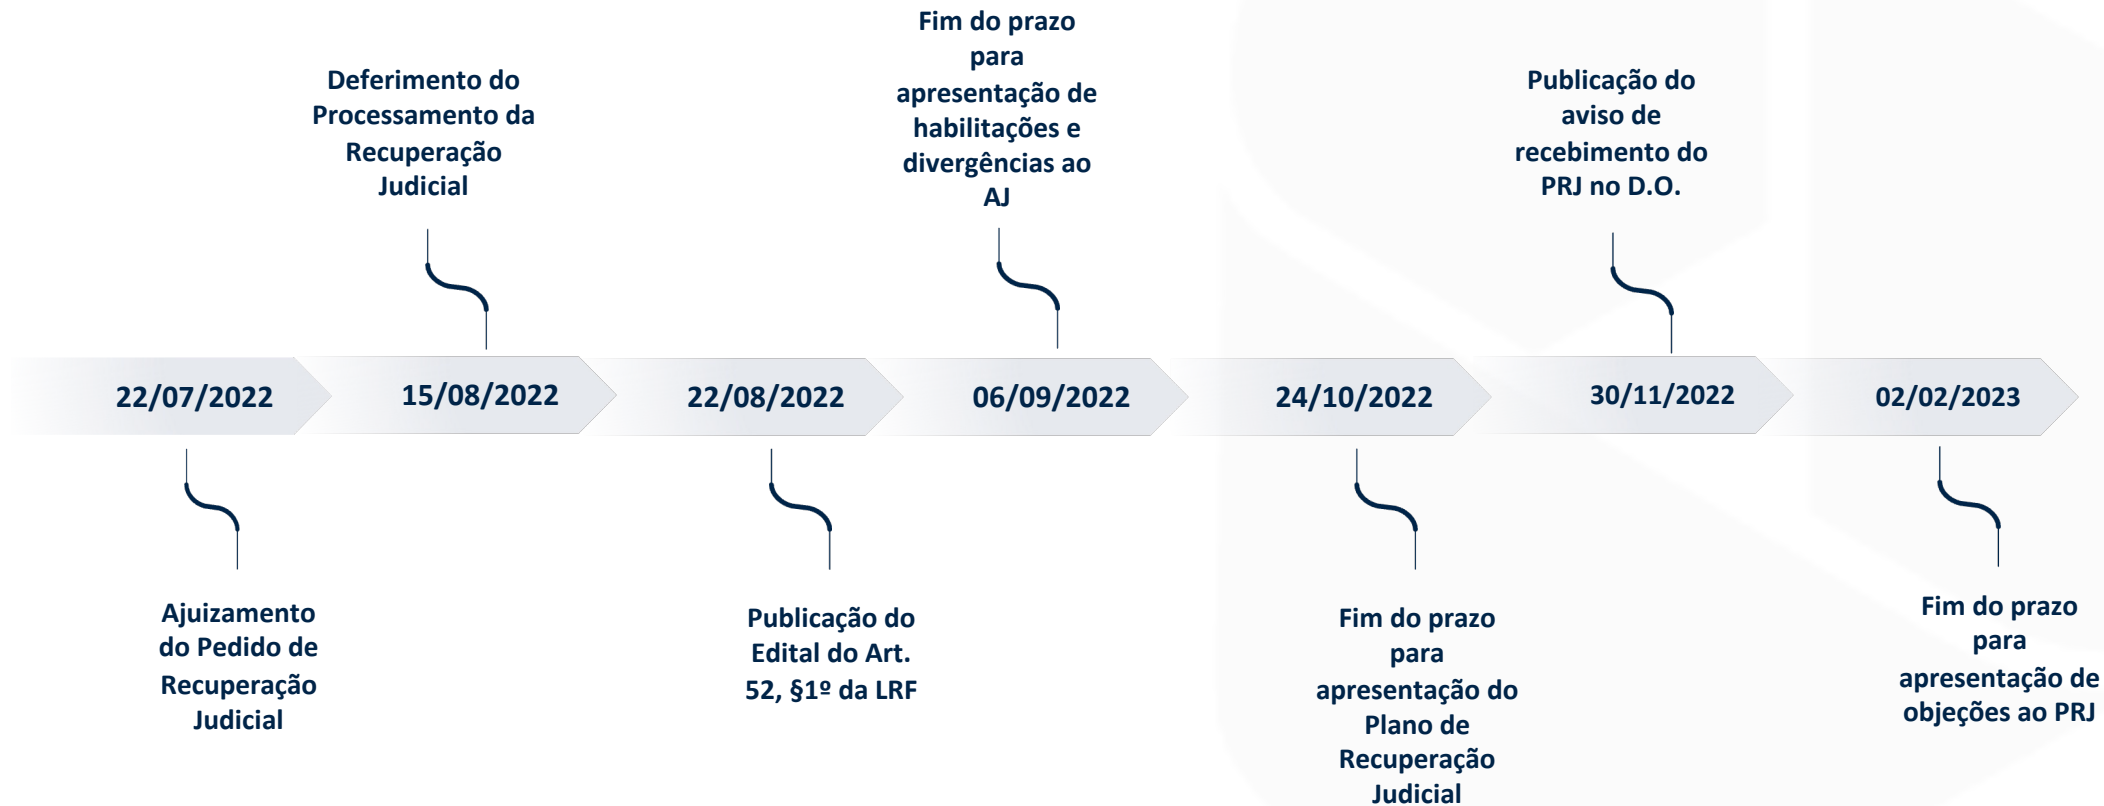 Fim do prazo
para
apresentação de
habilitações e
divergências ao
AJ
Deferimento do
Processamento da
Recuperação
Judicial
Publicação do
aviso de
recebimento do
PRJ no D.O.
22/07/2022
15/08/2022
22/08/2022
06/09/2022
24/10/2022
30/11/2022
02/02/2023
Ajuizamento
do Pedido de
Recuperação
Judicial
Publicação do
Edital do Art.
52, §1º da LRF
Fim do prazo
para
apresentação do
Plano de
Recuperação
Judicial
Fim do prazo
para
apresentação de
objeções ao PRJ